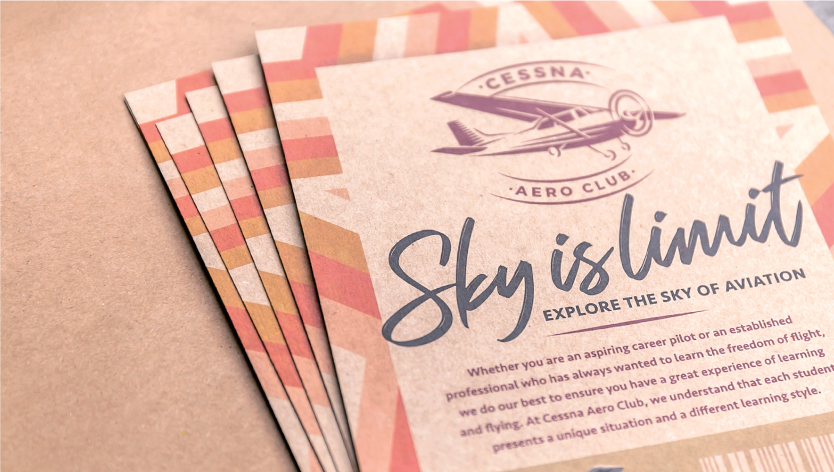 CESSNA
AERO CLUB
Sky is limit
EXPLORE THE SKY OF AVIATION
Whether you are an aspiring career pilot or an established
professional who has always wanted to learn the freedom of flight,
we do our best to ensure you have a great experience of learning
and flying. At Cessna Aero Club, we understand that each student
presents a unique situation and a different learning style.